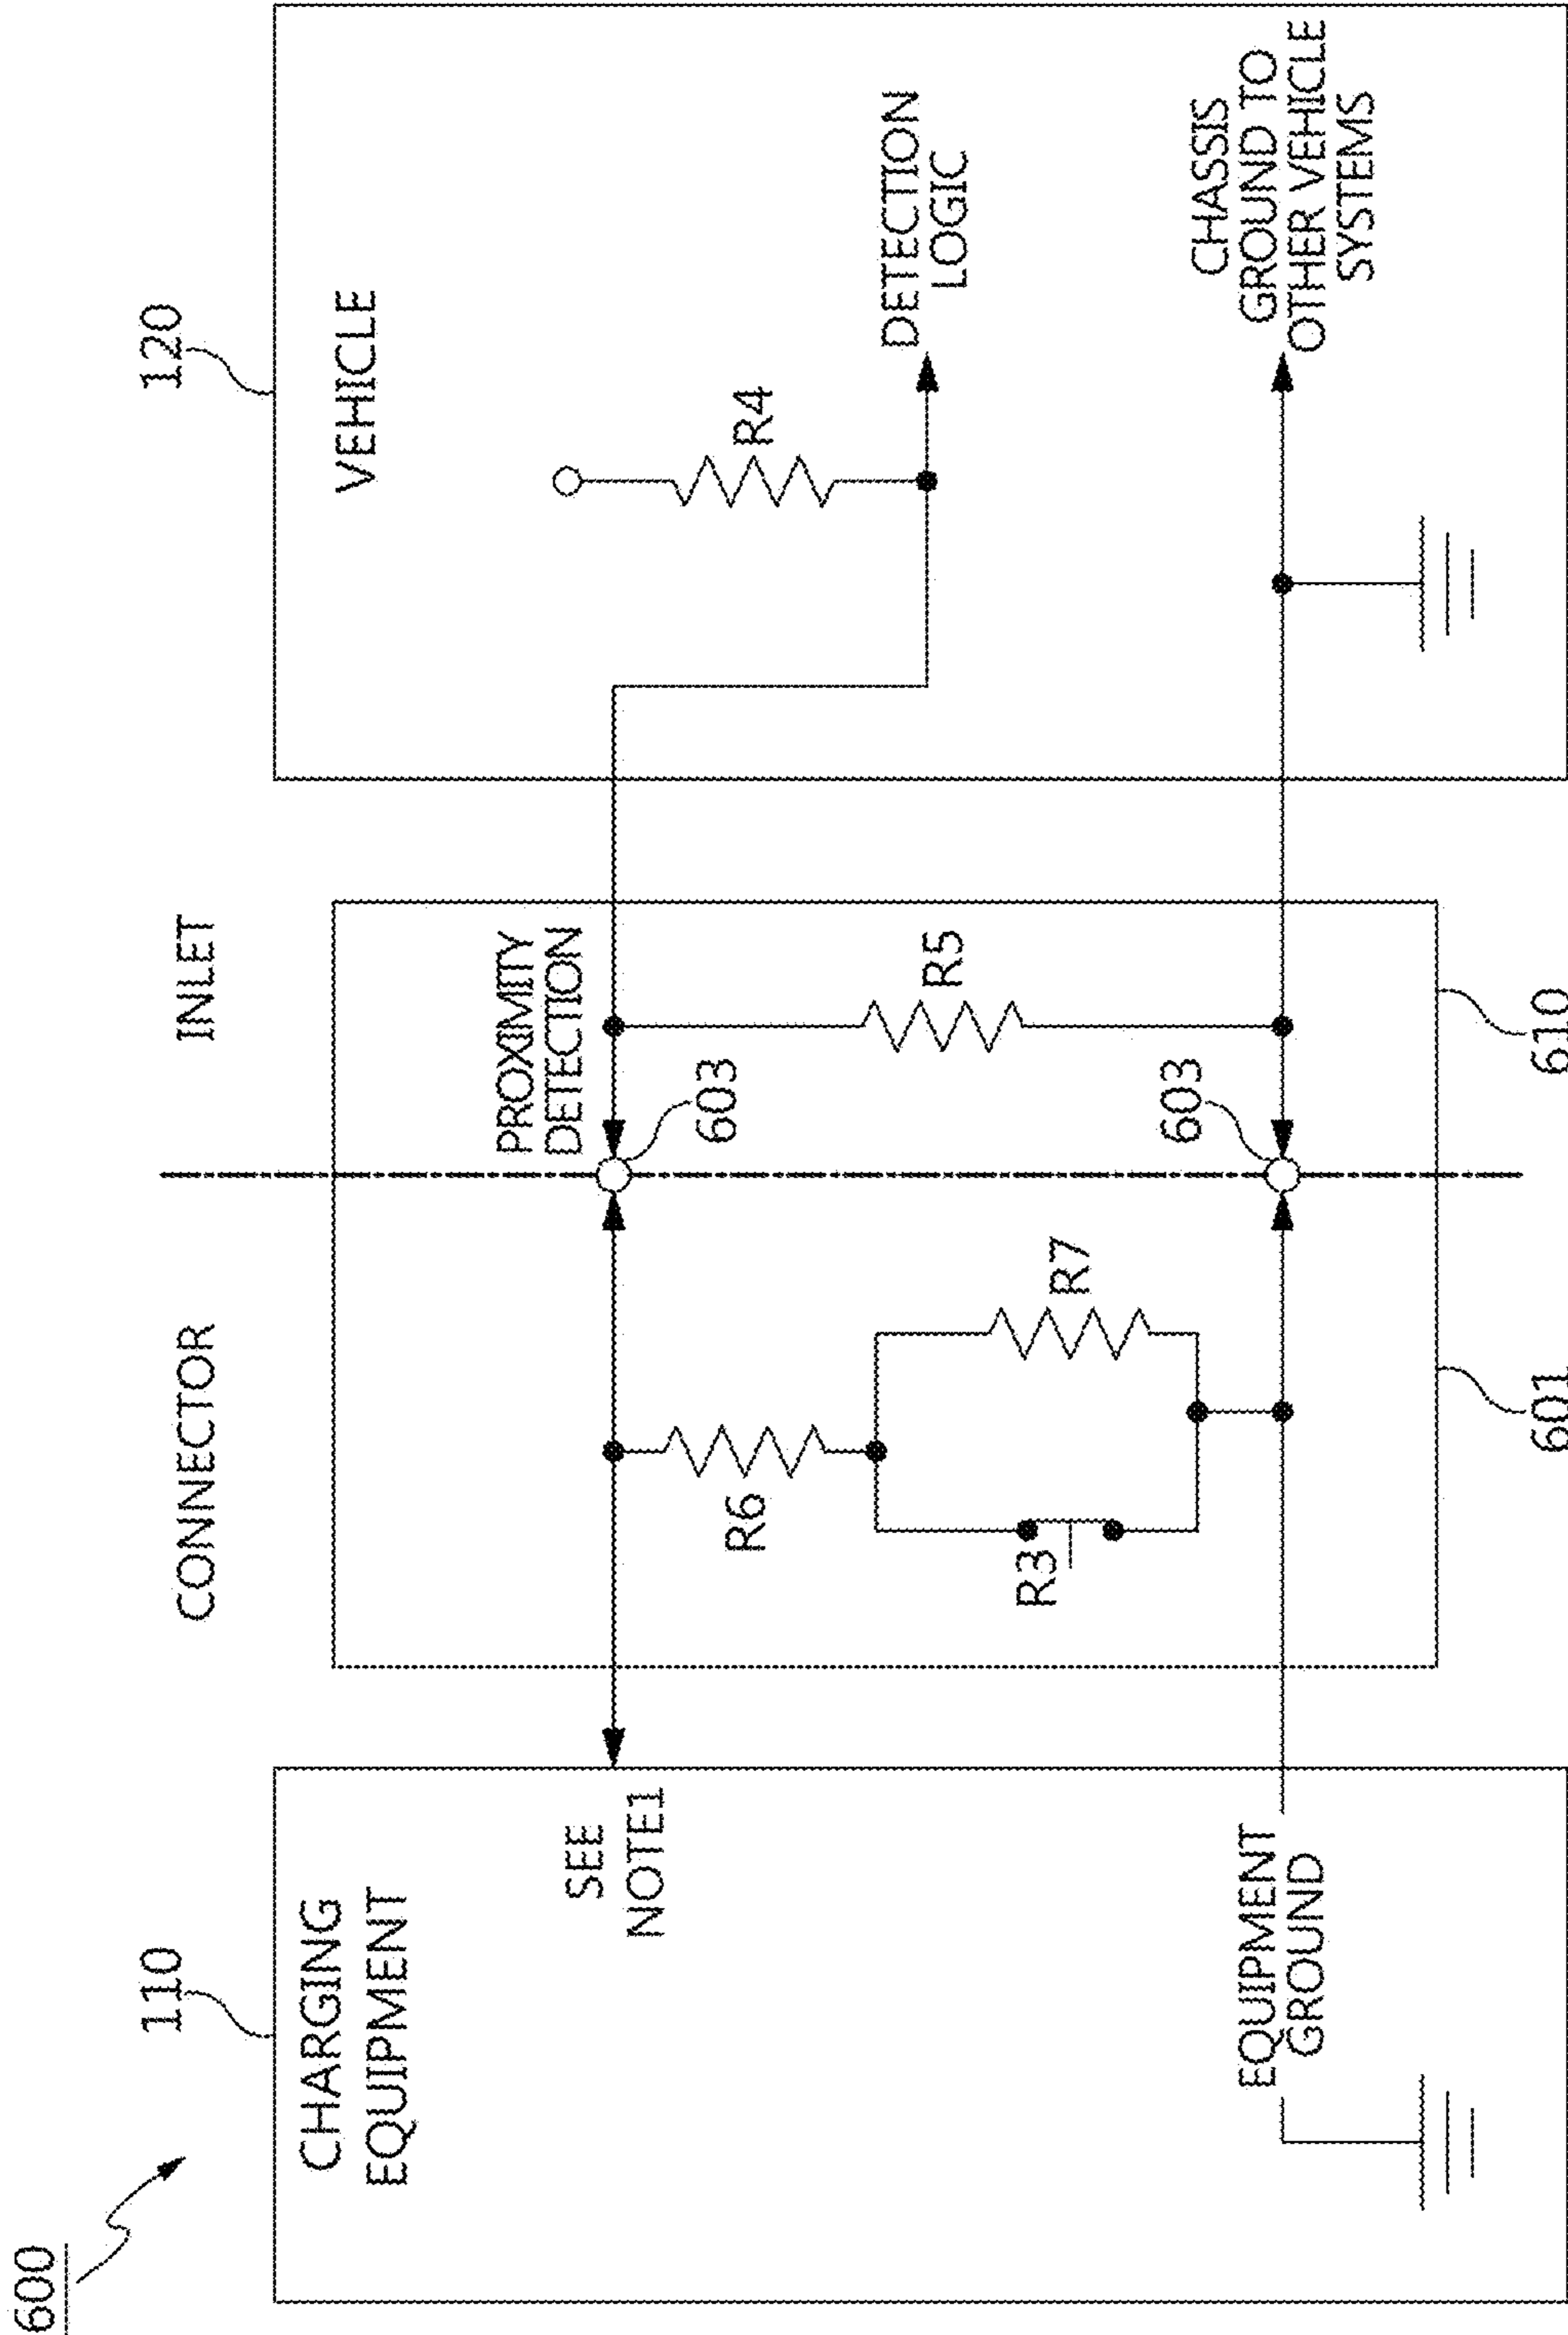 600
110
120
CONNECTOR
INLET
CHARGING
EQUIPMENT
VEHICLE
SEE
NOTE1
PROXIMITY
DETECTION
603
R6
R4
R3
R7
R5
DETECTION
LOGIC
603
EQUIPMENT
GROUND
CHASSIS
GROUND TO
OTHER VEHICLE
SYSTEMS
601
610